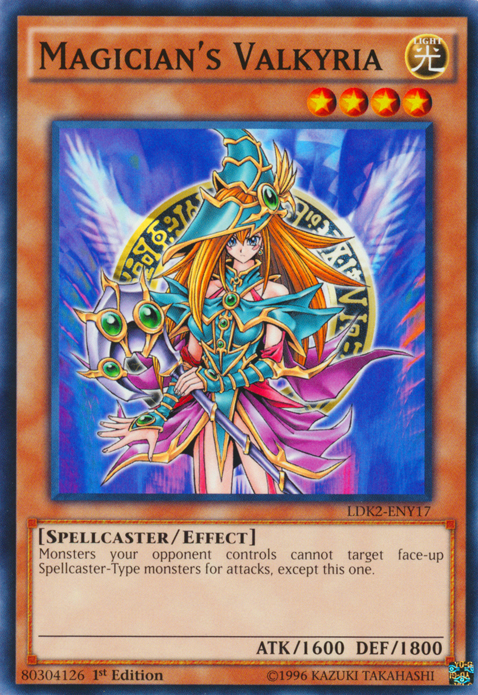 MAGICIAN'S VALKYRIA
LIGHT
光
LDK2-ENY17
[SPELLCASTER/EFFECT]
Monsters your opponent controls cannot target face-up
Spellcaster-Type monsters for attacks, except this one.
ATK/1600 DEF/1800
80304126 1st Edition ©1996 KAZUKI TAKAHASHI